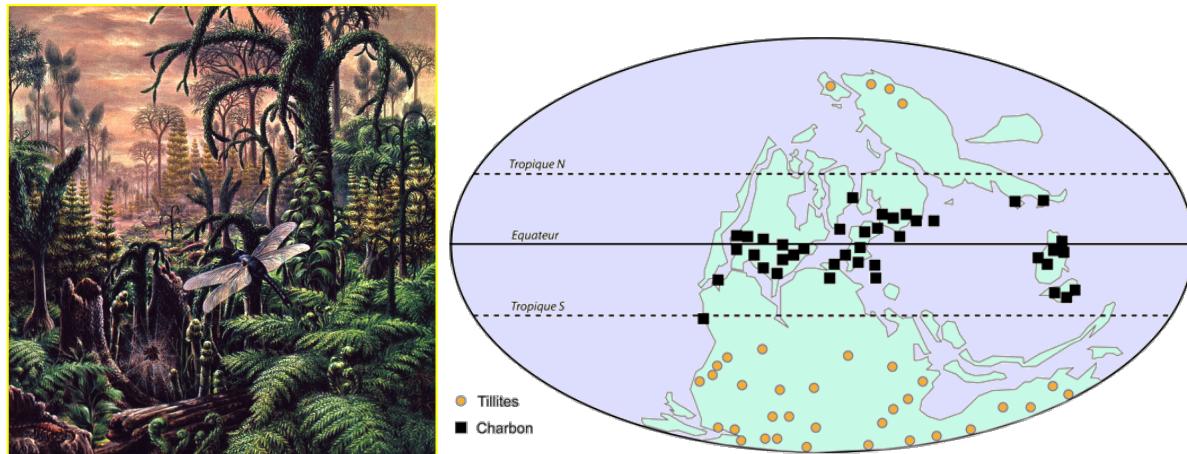 Tropique N
Equateur
Tropique S
Tillites
Charbon